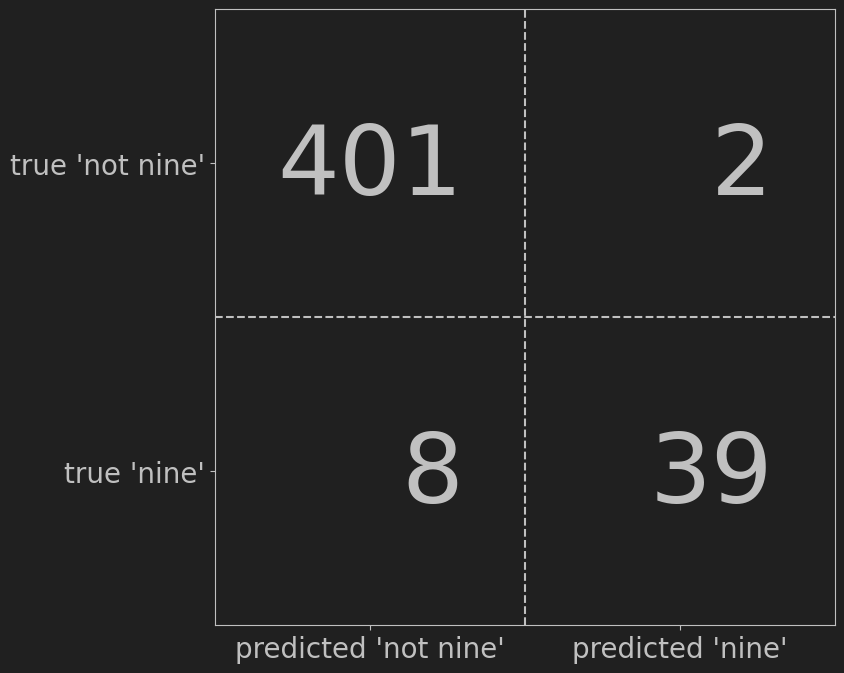 true 'not nine' 401 2
true 'nine' 8 39
predicted 'not nine' predicted 'nine'